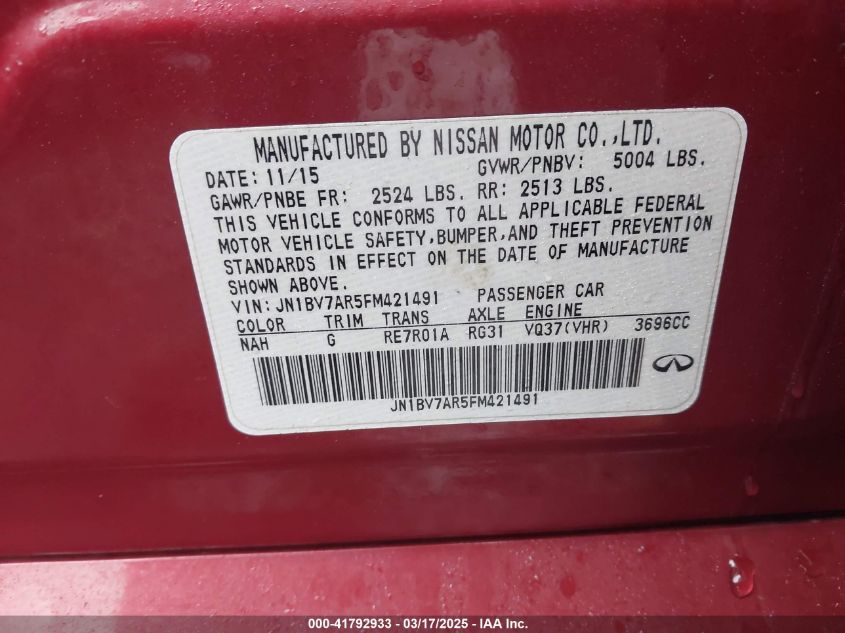 MANUFACTURED BY NISSAN MOTOR CO.,LTD.
DATE: 11/15 GVWR/PNBV: 5004 LBS.
GAWR/PNBE FR: 2524 LBS. RR: 2513 LBS.
THIS VEHICLE CONFORMS TO ALL APPLICABLE FEDERAL
MOTOR VEHICLE SAFETY,BUMPER,AND THEFT PREVENTION
STANDARDS IN EFFECT ON THE DATE OF MANUFACTURE
SHOWN ABOVE.
VIN: JN1BV7AR5FM421491 PASSENGER CAR
COLOR TRIM TRANS AXLE ENGINE
NAH G RE7R01A RG31 VQ37(VHR) 3696CC
JN1BV7AR5FM421491
000-41792933 - 03/17/2025 - IAAI.COM